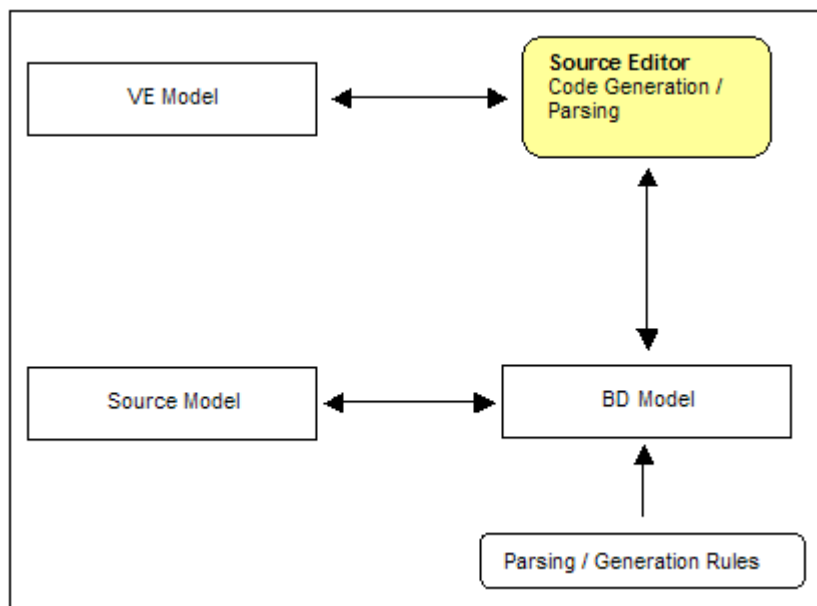 VE Model
Source Editor
Code Generation /
Parsing
Source Model
BD Model
Parsing / Generation Rules